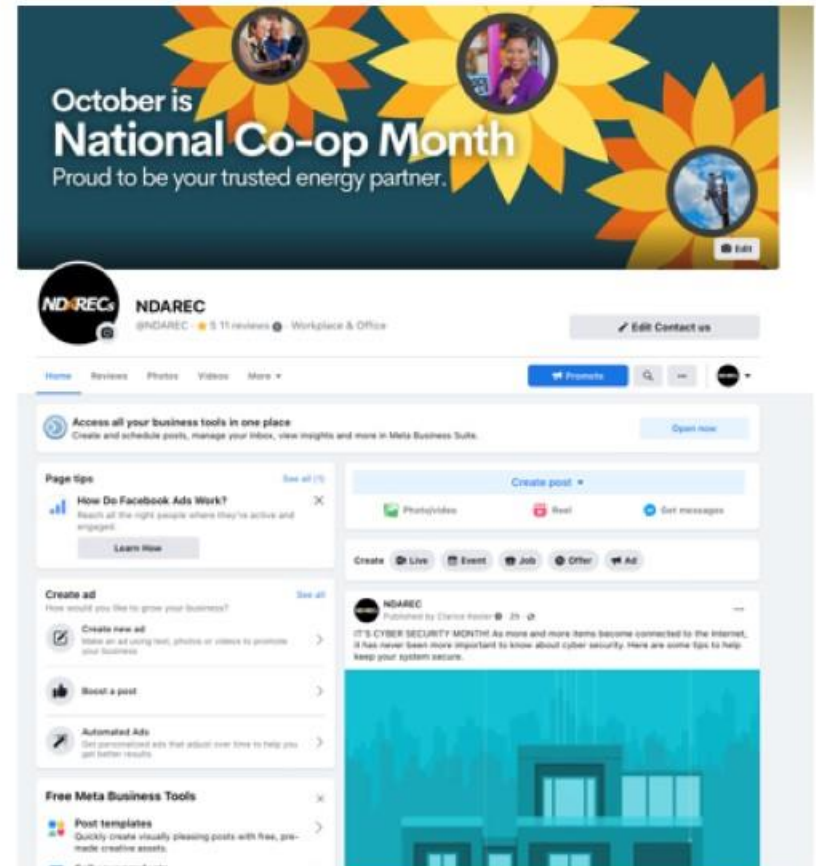 October is
National Co-op Month
Proud to be your trusted energy partner.
Edit
ND RECs
NDAREC
@NDAREC · 5 11 reviews · Workplace & Office
Edit Contact us
Home Reviews Photos Videos More
Promote
Access all your business tools in one place
Create and schedule posts, manage your inbox, view insights and more in Meta Business Suite.
Open now
Page tips
See all (1)
How Do Facebook Ads Work?
Reach all the right people where they're active and
engaged.
Learn How
Create post
Photo/video Reel Get messages
Create Live Event Job Offer Ad
Create ad
See all
How would you like to grow your business?
Create new ad
Make an ad using text, photos or videos to promote
your business
Boost a post
Automated Ads
Get personalized ads that adjust over time to help you
get better results.
Free Meta Business Tools
Post templates
Quickly create visually pleasing posts with free, pre-
made creative assets.
NDAREC
Published by Clarice
IT'S CYBER SECURITY MONTH! As more and more items become connected to the Internet,
it has never been more important to know about cyber security. Here are some tips to help
keep your system secure.